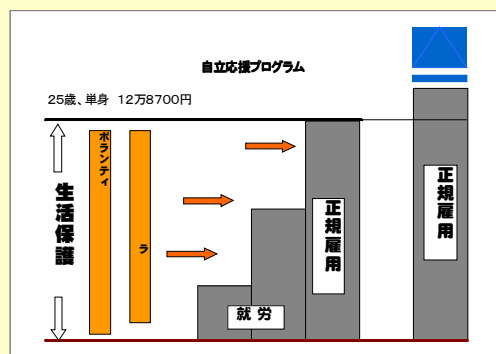 自立応援プログラム
25歳、単身 12万8700円
生活保護
ボランティ
ラ
就労
正規雇用
正規雇用